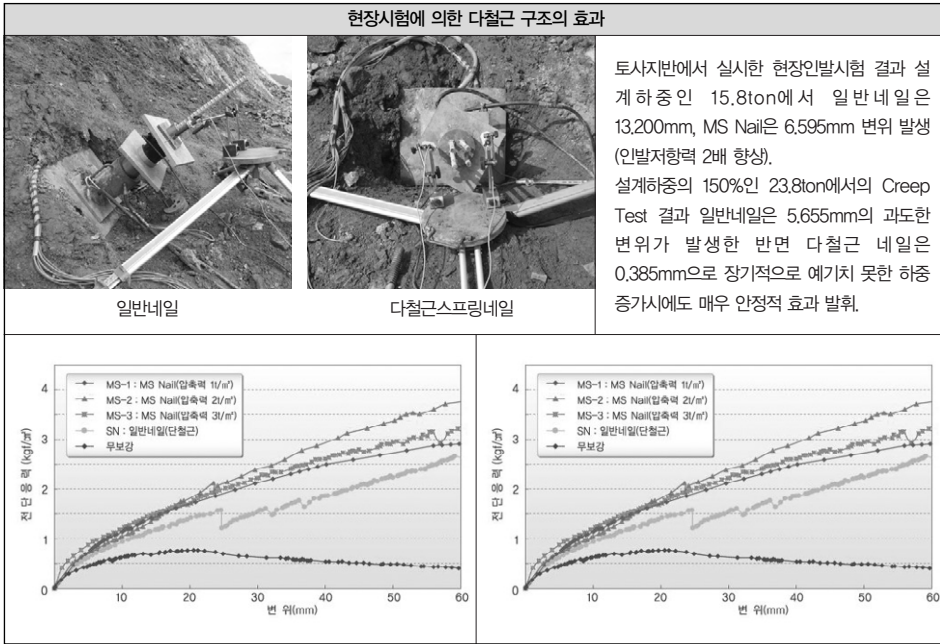 현장시험에 의한 다철근 구조의 효과
일반네일
다철근스프링네일
토사지반에서 실시한 현장인발시험 결과 설
계하중인 15.8ton에서 일반네일은
13,200mm, MS Nail은 6.595mm 변위 발생
(인발저항력 2배 향상).
설계하중의 150%인 23.8ton에서의 Creep
Test 결과 일반네일은 5.655mm의 과도한
변위가 발생한 반면 다철근 네일은
0.385mm으로 장기적으로 예기치 못한 하중
증가시에도 매우 안정적 효과 발휘.
전단응력 (kgf/㎠)
4
3
2
1
0
MS-1 : MS Nail(압축력 1t/㎡)
MS-2 : MS Nail(압축력 2t/㎡)
MS-3 : MS Nail(압축력 3t/㎡)
SN : 일반네일(단철근)
무보강
10 20 30 40 50 60
변 위(mm)
전단응력 (kgf/㎠)
4
3
2
1
0
MS-1 : MS Nail(압축력 1t/㎡)
MS-2 : MS Nail(압축력 2t/㎡)
MS-3 : MS Nail(압축력 3t/㎡)
SN : 일반네일(단철근)
무보강
10 20 30 40 50 60
변 위(mm)